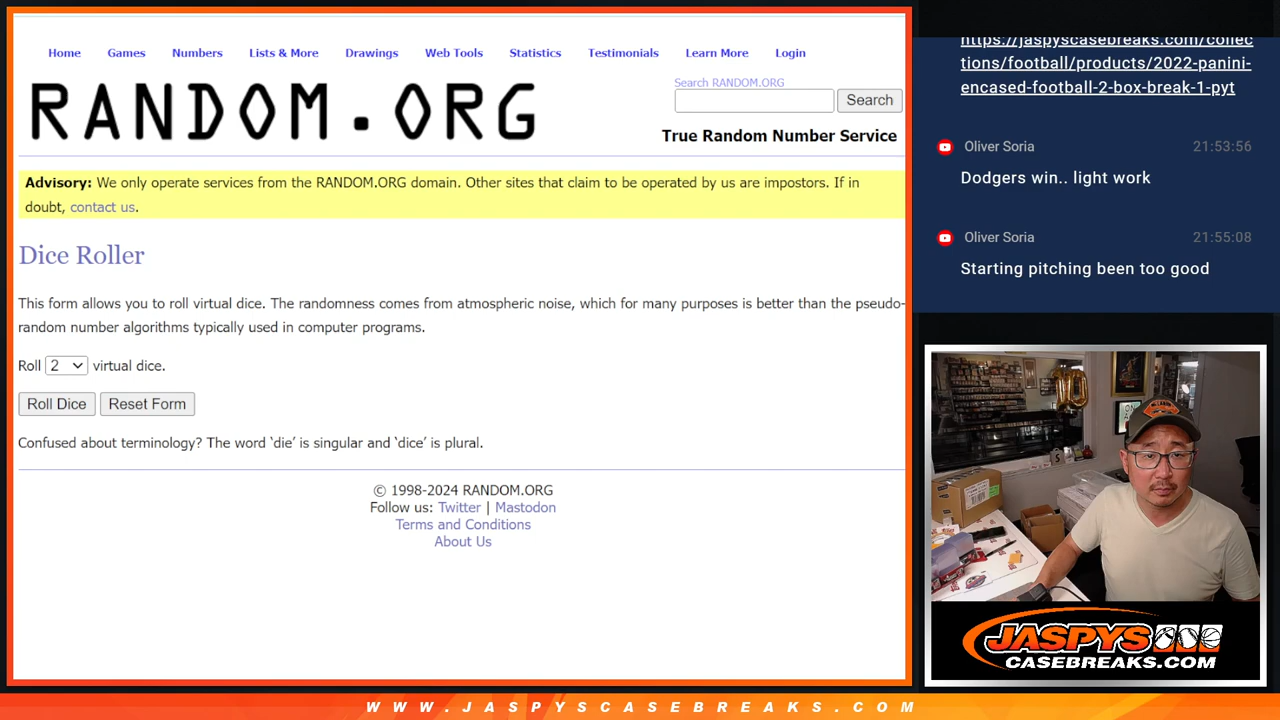 Home Games Numbers Lists & More Drawings Web Tools Statistics Testimonials Learn More Login
RANDOM.ORG
Search RANDOM.ORG
Search
True Random Number Service
Advisory: We only operate services from the RANDOM.ORG domain. Other sites that claim to be operated by us are impostors. If in
doubt, contact us.
Dice Roller
This form allows you to roll virtual dice. The randomness comes from atmospheric noise, which for many purposes is better than the pseudo-
random number algorithms typically used in computer programs.
Roll 2 virtual dice.
Roll Dice Reset Form
Confused about terminology? The word ‘die’ is singular and ‘dice’ is plural.
© 1998-2024 RANDOM.ORG
Follow us: Twitter | Mastodon
Terms and Conditions
About Us
https://jaspyscasebreaks.com/collec
tions/football/products/2022-panini-
encased-football-2-box-break-1-pyt
Oliver Soria 21:53:56
Dodgers win.. light work
Oliver Soria 21:55:08
Starting pitching been too good
10
JASPYS
CASEBREAKS.COM
WWW.JASPYSCASEBREAKS.COM